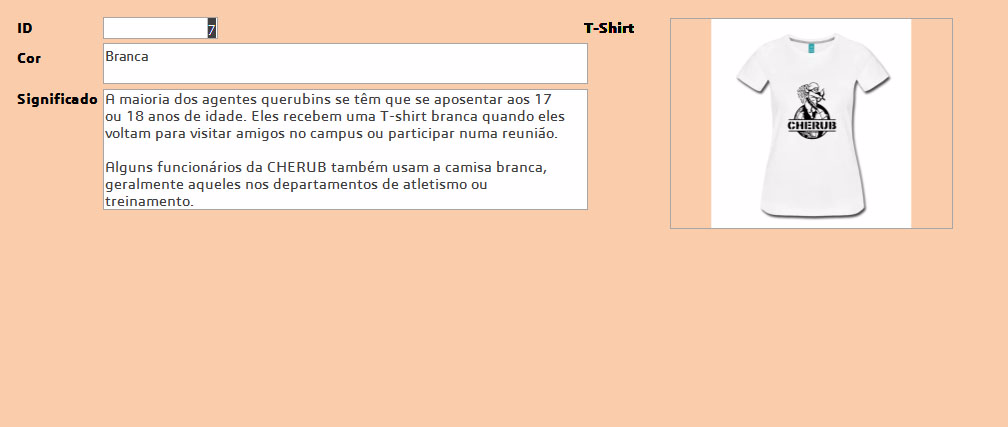 ID 7 T-Shirt
Cor Branca
Significado A maioria dos agentes querubins se têm que se aposentar aos 17
ou 18 anos de idade. Eles recebem uma T-shirt branca quando eles
voltam para visitar amigos no campus ou participar numa reunião.
Alguns funcionários da CHERUB também usam a camisa branca,
geralmente aqueles nos departamentos de atletismo ou
treinamento.
CHERUB